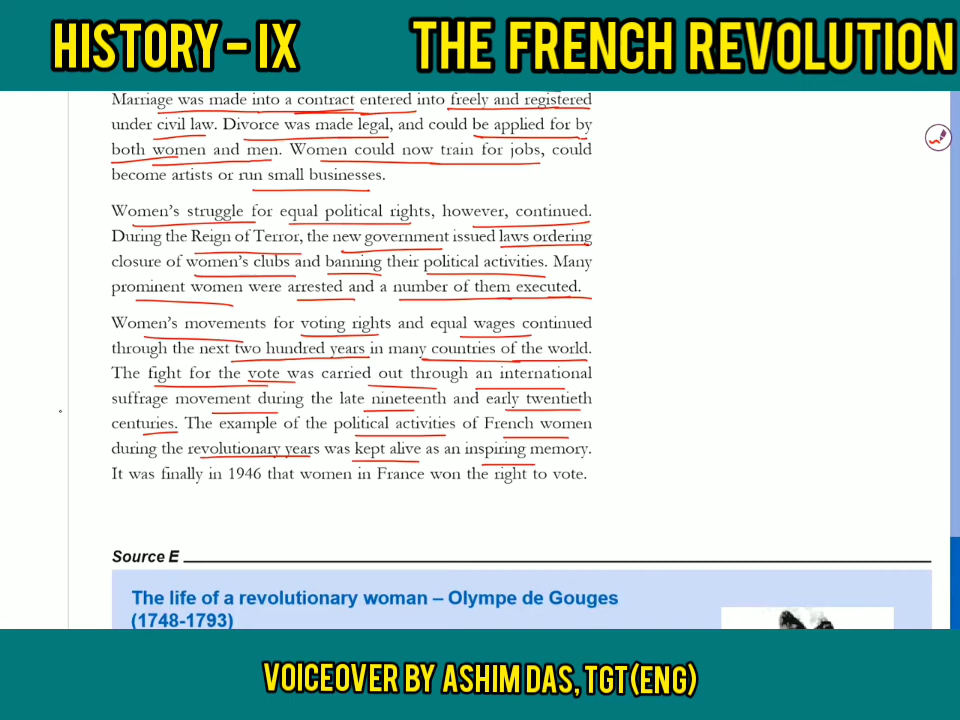 HISTORY – IX
THE FRENCH REVOLUTION
Marriage was made into a contract entered into freely and registered
under civil law. Divorce was made legal, and could be applied for by
both women and men. Women could now train for jobs, could
become artists or run small businesses.
Women's struggle for equal political rights, however, continued.
During the Reign of Terror, the new government issued laws ordering
closure of women's clubs and banning their political activities. Many
prominent women were arrested and a number of them executed.
Women's movements for voting rights and equal wages continued
through the next two hundred years in many countries of the world.
The fight for the vote was carried out through an international
suffrage movement during the late nineteenth and early twentieth
centuries. The example of the political activities of French women
during the revolutionary years was kept alive as an inspiring memory.
It was finally in 1946 that women in France won the right to vote.
Source E
The life of a revolutionary woman – Olympe de Gouges
(1748-1793)
VOICEOVER BY ASHIM DAS, TGT(ENG)